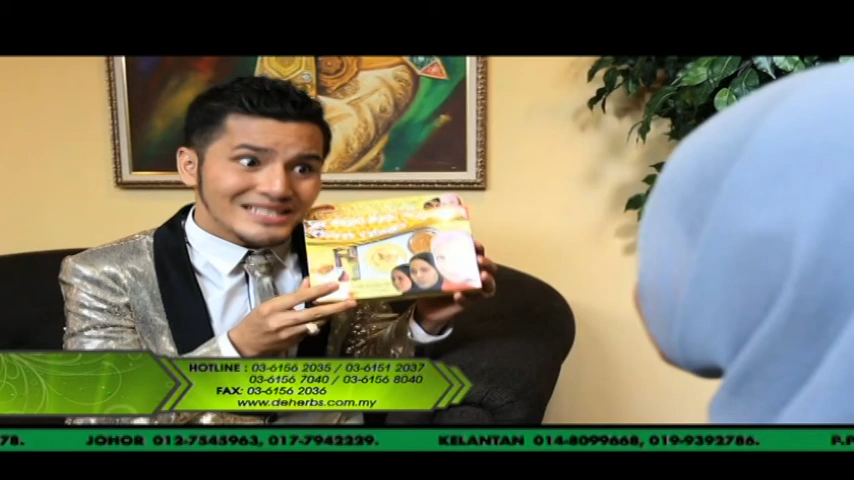 HOTLINE : 03-6156 2035 / 03-6151 2037
03-6156 7040 / 03-6156 8040
FAX: 03-6156 2036
www.deherbs.com.my
78. JOHOR 012-7545963, 017-7942229. KELANTAN 014-8099668, 019-9392786. P.P